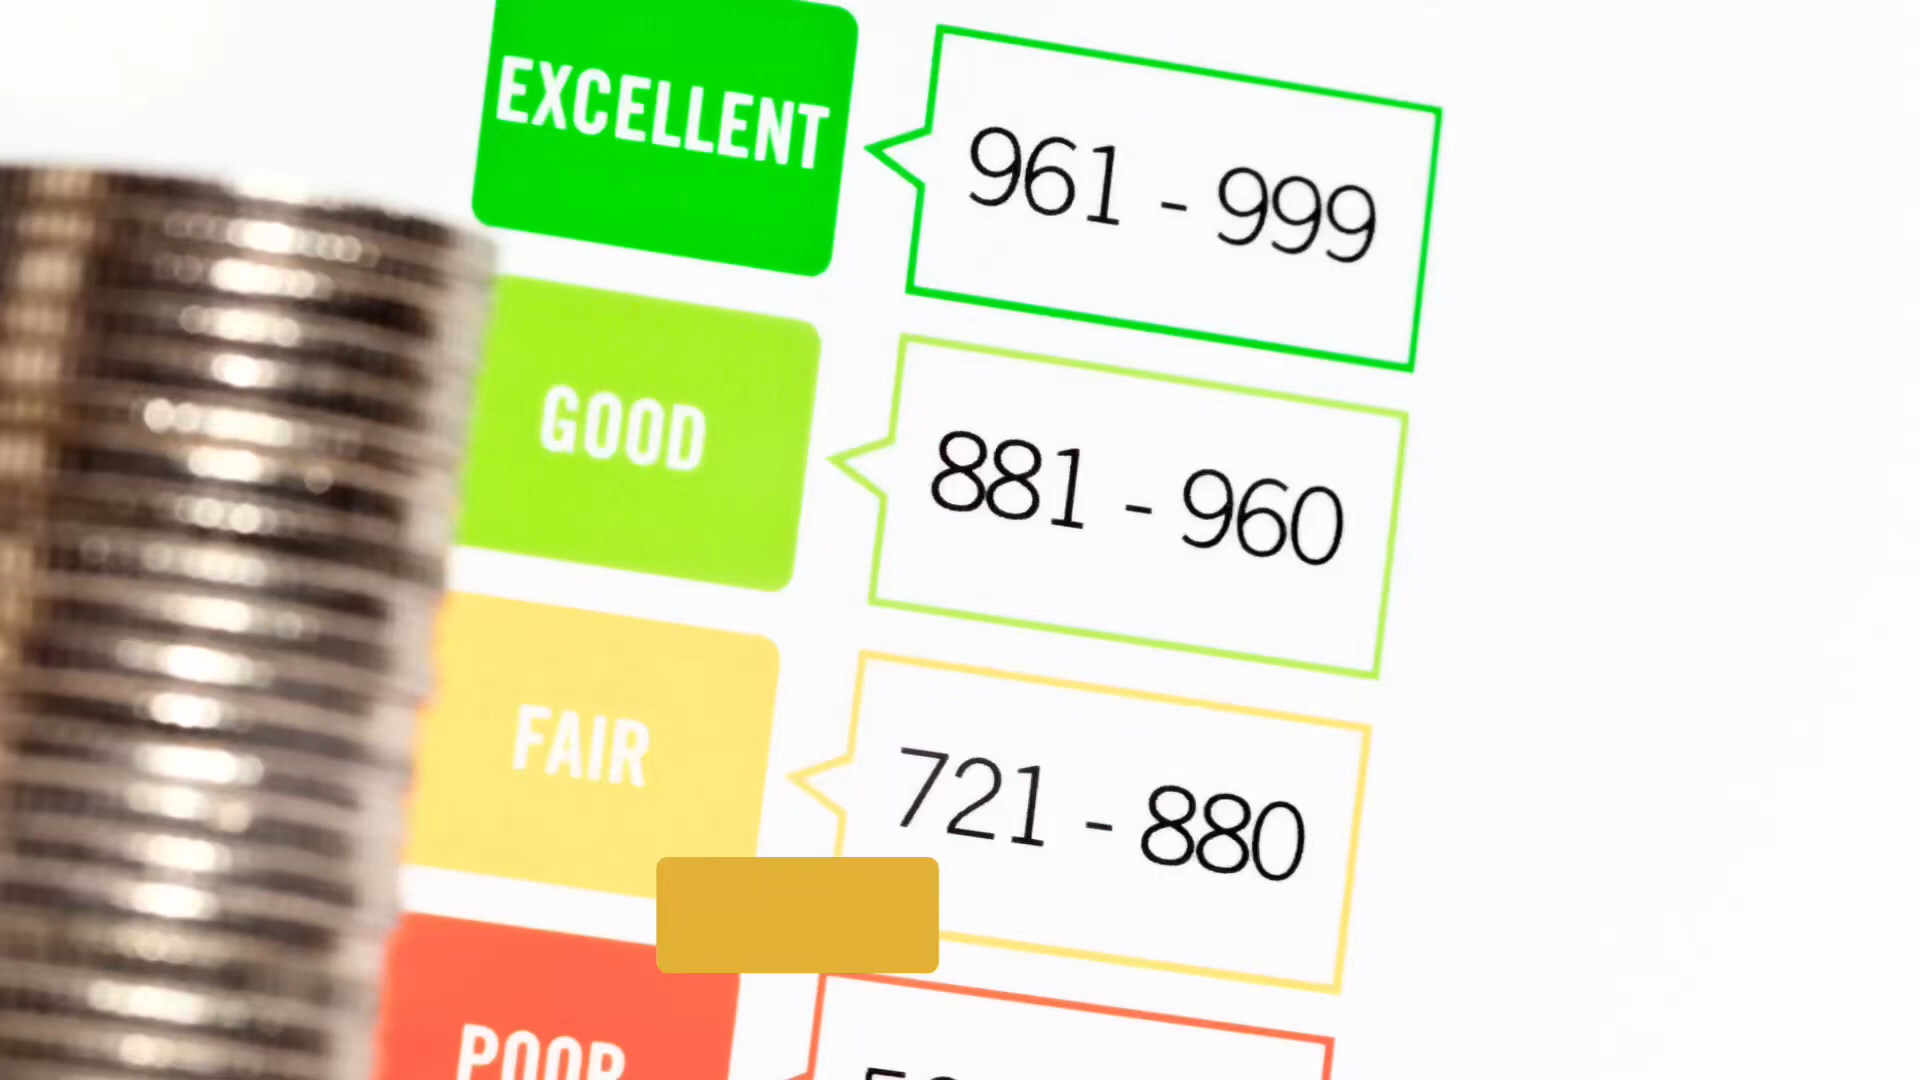 EXCELLENT
961 - 999
GOOD
881 - 960
FAIR
721 - 880
POOR